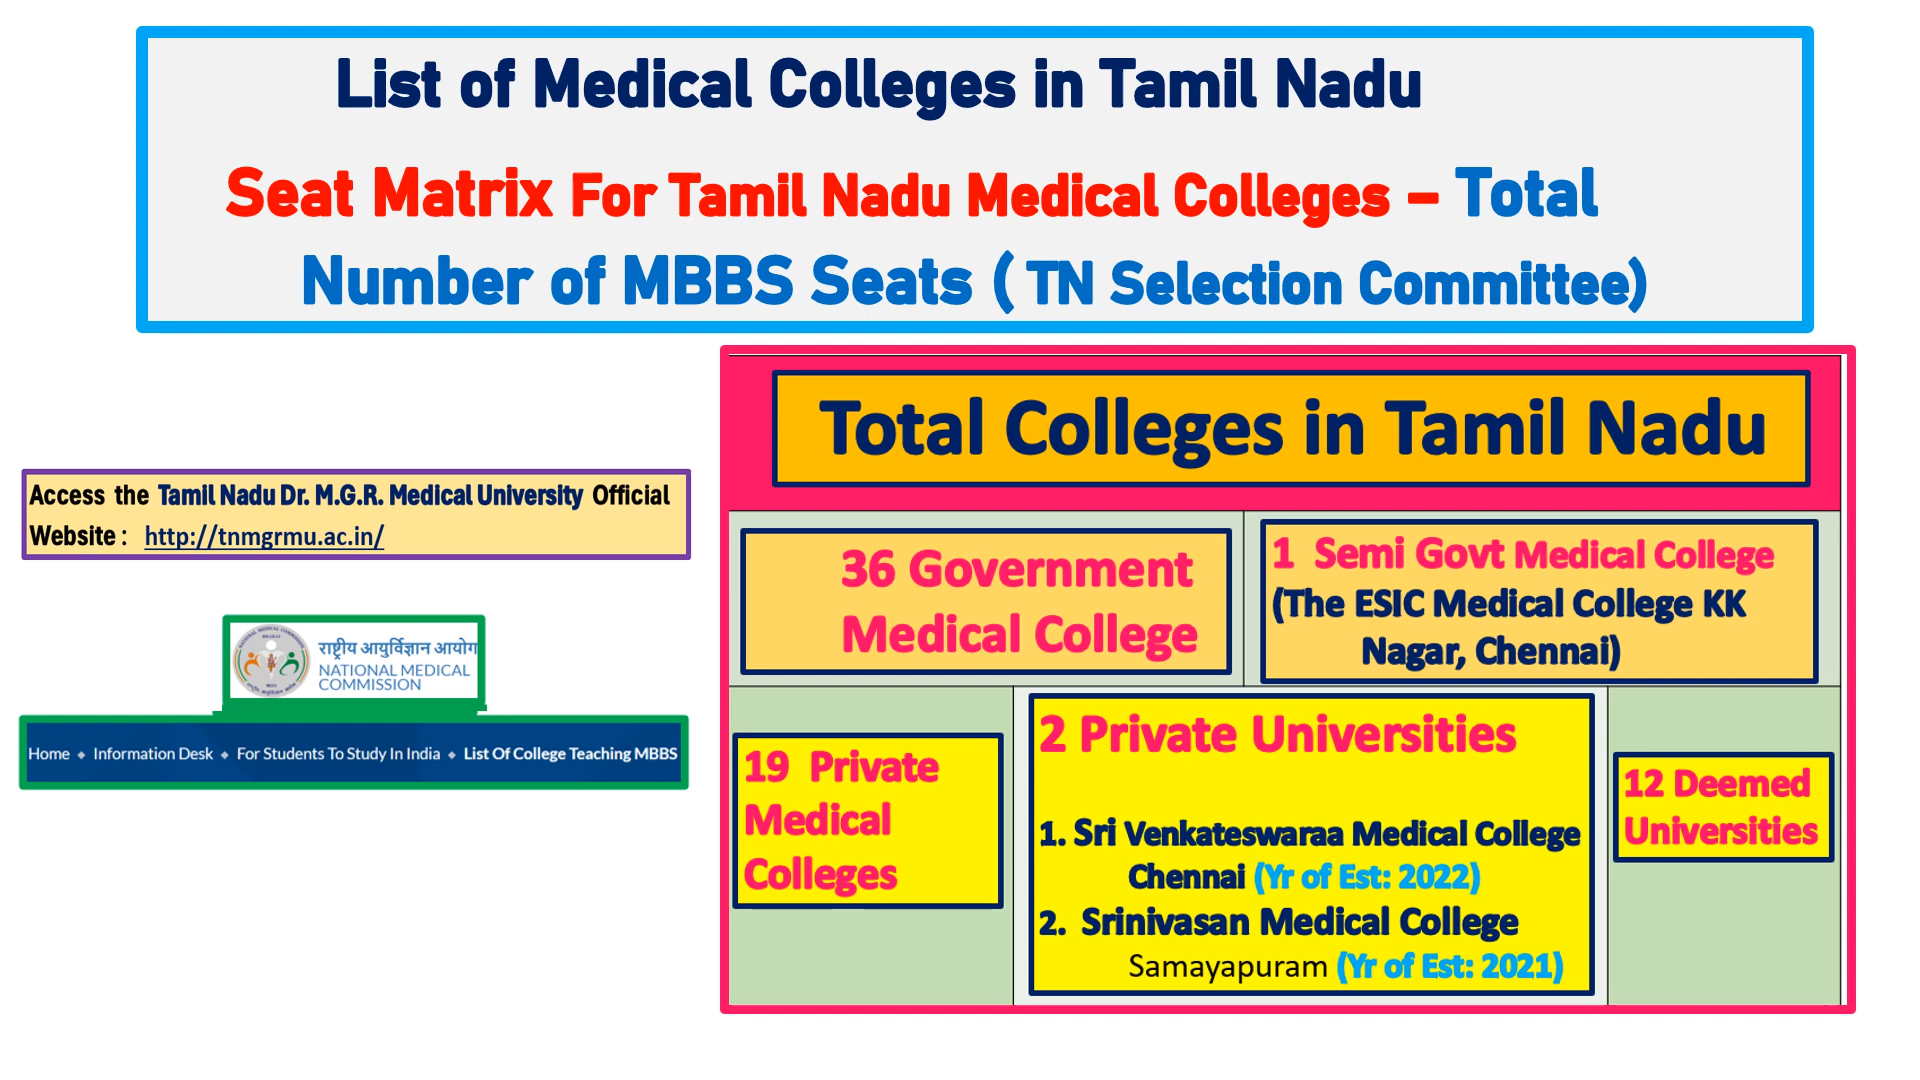 List of Medical Colleges in Tamil Nadu
Seat Matrix For Tamil Nadu Medical Colleges – Total
Number of MBBS Seats ( TN Selection Committee)
Access the Tamil Nadu Dr. M.G.R. Medical University Official
Website : http://tnmgrmu.ac.in/
राष्ट्रीय आयुर्विज्ञान आयोग
NATIONAL MEDICAL
COMMISSION
Home ⬥ Information Desk ⬥ For Students To Study In India ⬥ List Of College Teaching MBBS
Total Colleges in Tamil Nadu
36 Government
Medical College
1 Semi Govt Medical College
(The ESIC Medical College KK
Nagar, Chennai)
19 Private
Medical
Colleges
2 Private Universities
1. Sri Venkateswaraa Medical College
Chennai (Yr of Est: 2022)
2. Srinivasan Medical College
Samayapuram (Yr of Est: 2021)
12 Deemed
Universities